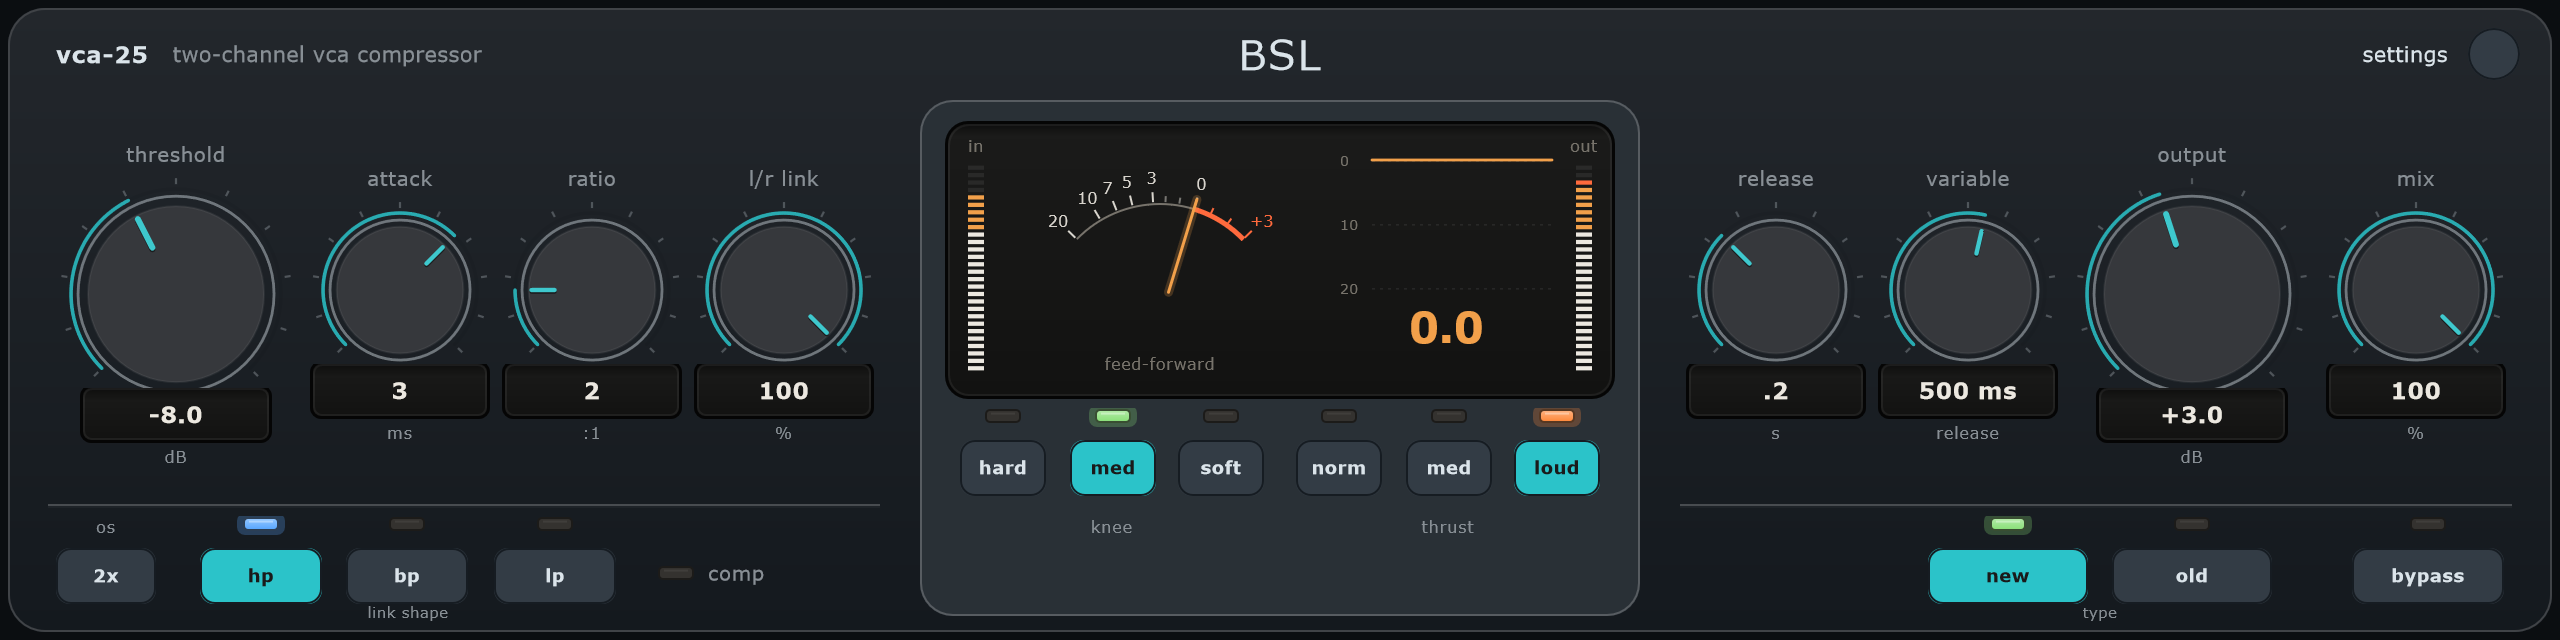 vca-25 two-channel vca compressor
BSL
settings
threshold
-8.0
dB
attack
3
ms
ratio
2
:1
l/r link
100
%
os
2x
hp
bp
lp
link shape
comp
in
20 10 7 5 3 0 +3
feed-forward
0
10
20
0.0
out
hard
med
soft
knee
norm
med
loud
thrust
release
.2
s
variable
500 ms
release
output
+3.0
dB
mix
100
%
new
old
type
bypass